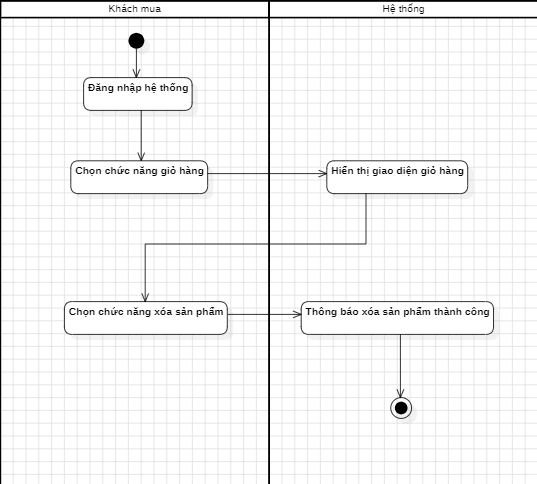 Khách mua
Hệ thống
Đăng nhập hệ thống
Chọn chức năng giỏ hàng
Hiển thị giao diện giỏ hàng
Chọn chức năng xóa sản phẩm
Thông báo xóa sản phẩm thành công